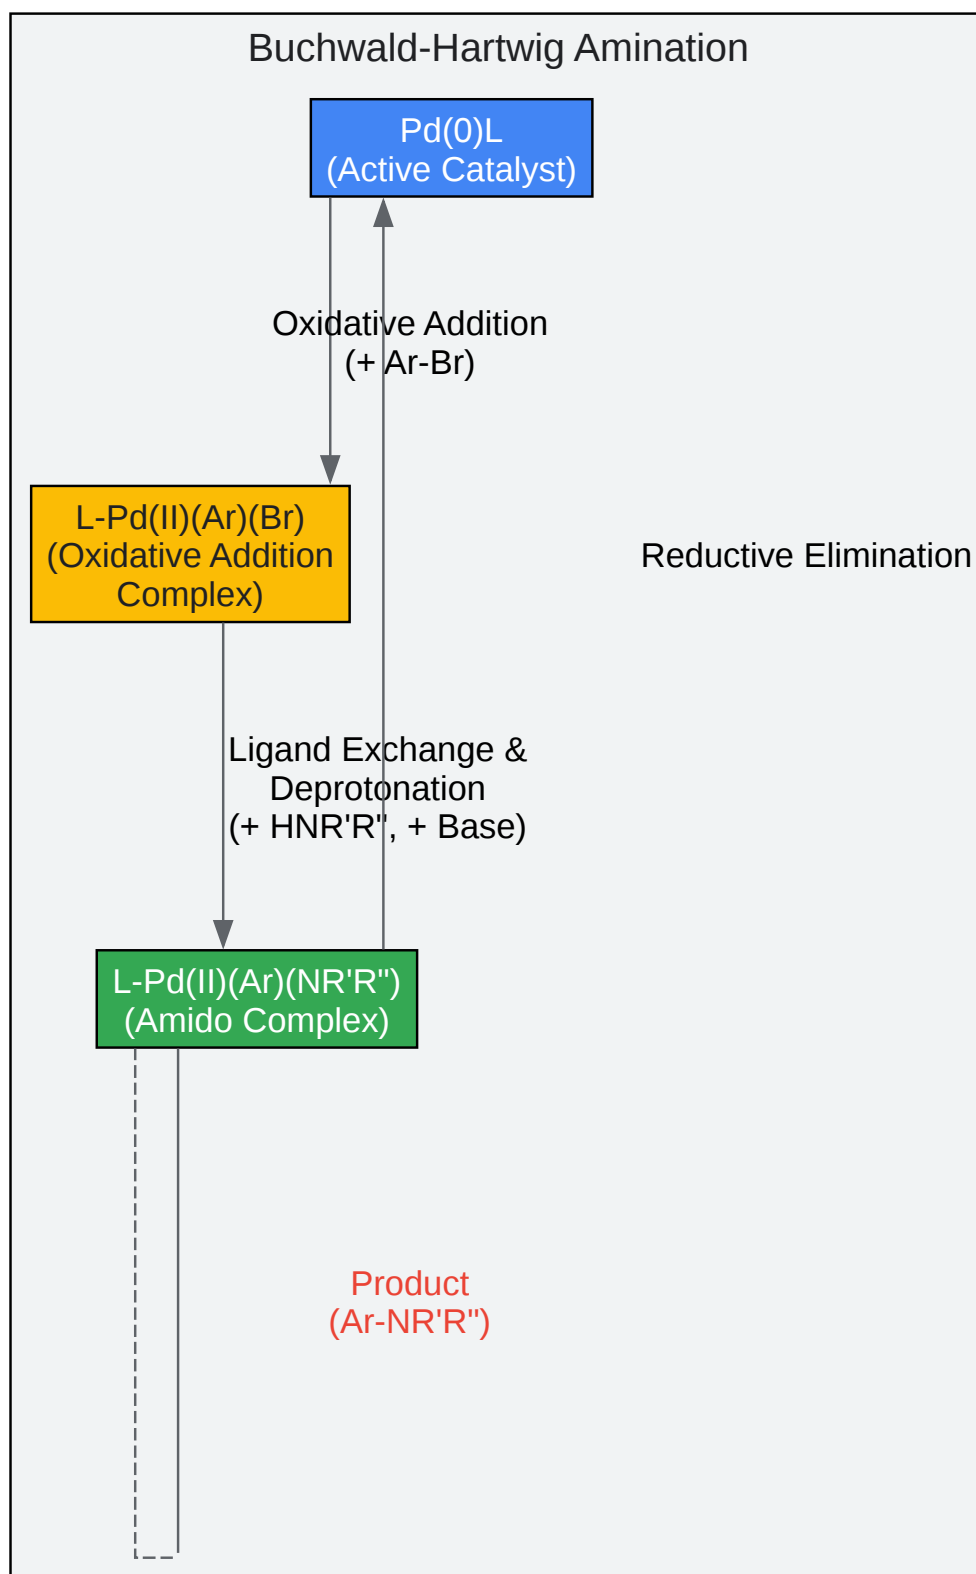 Buchwald-Hartwig Amination
Pd(0)L
(Active Catalyst)
Oxidative Addition
(+ Ar-Br)
L-Pd(II)(Ar)(Br)
(Oxidative Addition
Complex)
Reductive Elimination
Ligand Exchange &
Deprotonation
(+ HNR'R", + Base)
L-Pd(II)(Ar)(NR'R")
(Amido Complex)
Product
(Ar-NR'R")